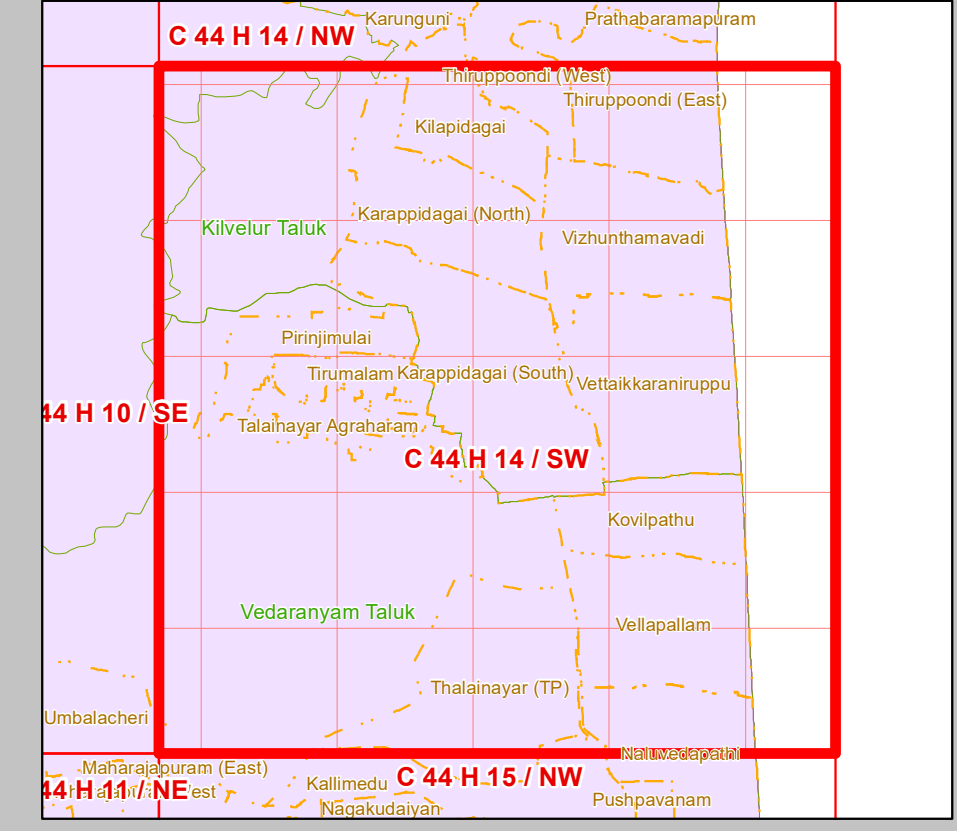 Karunguni
Prathabaramapuram
C 44 H 14 / NW
Thiruppoondi (West)
Thiruppoondi (East)
Kilapidagai
Karappidagai (North)
Kilvelur Taluk
Vizhunthamavadi
Pirinjimulai
Tirumalam
Karappidagai (South)
Vettaikkaraniruppu
44 H 10 / SE
Talainayar Agraharam
C 44 H 14 / SW
Kovilpathu
Vedaranyam Taluk
Vellapallam
Thalainayar (TP)
Umbalacheri
Naluvedapathi
Maharajapuram (East)
C 44 H 15 / NW
44 H 11 / NE
Kallimedu
Pushpavanam
Nagakudaiyan